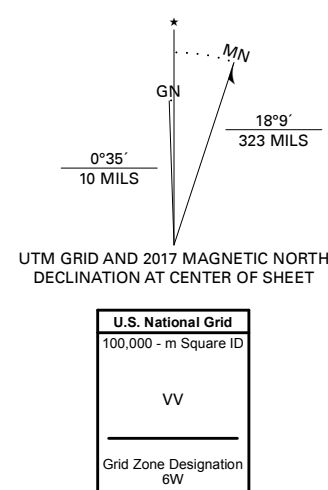 ★
MN
GN
18°9´
323 MILS
0°35´
10 MILS
UTM GRID AND 2017 MAGNETIC NORTH
DECLINATION AT CENTER OF SHEET
U.S. National Grid
100,000 - m Square ID
VV
Grid Zone Designation
6W